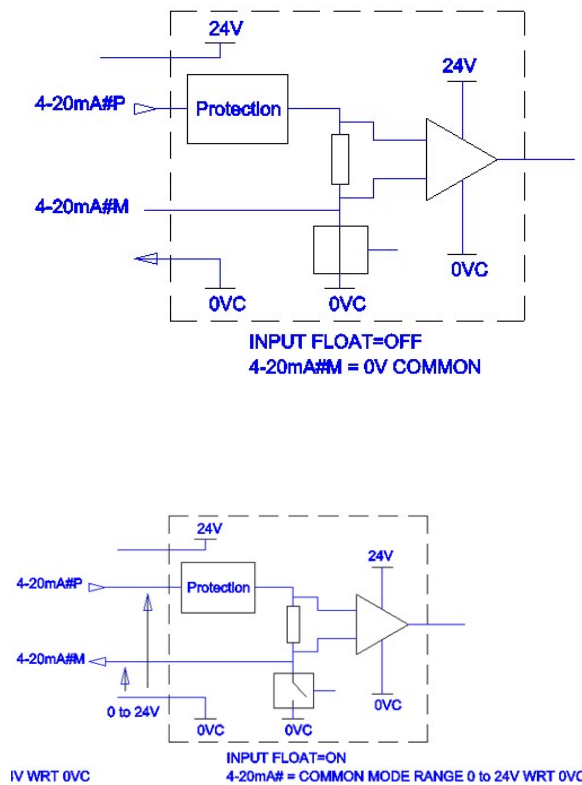 24V
24V
4-20mA#P
Protection
4-20mA#M
0VC
0VC
0VC
INPUT FLOAT=OFF
4-20mA#M = 0V COMMON
24V
24V
4-20mA#P
Protection
4-20mA#M
0 to 24V
0VC
0VC
0VC
INPUT FLOAT=ON
IV WRT 0VC
4-20mA# = COMMON MODE RANGE 0 to 24V WRT 0VC